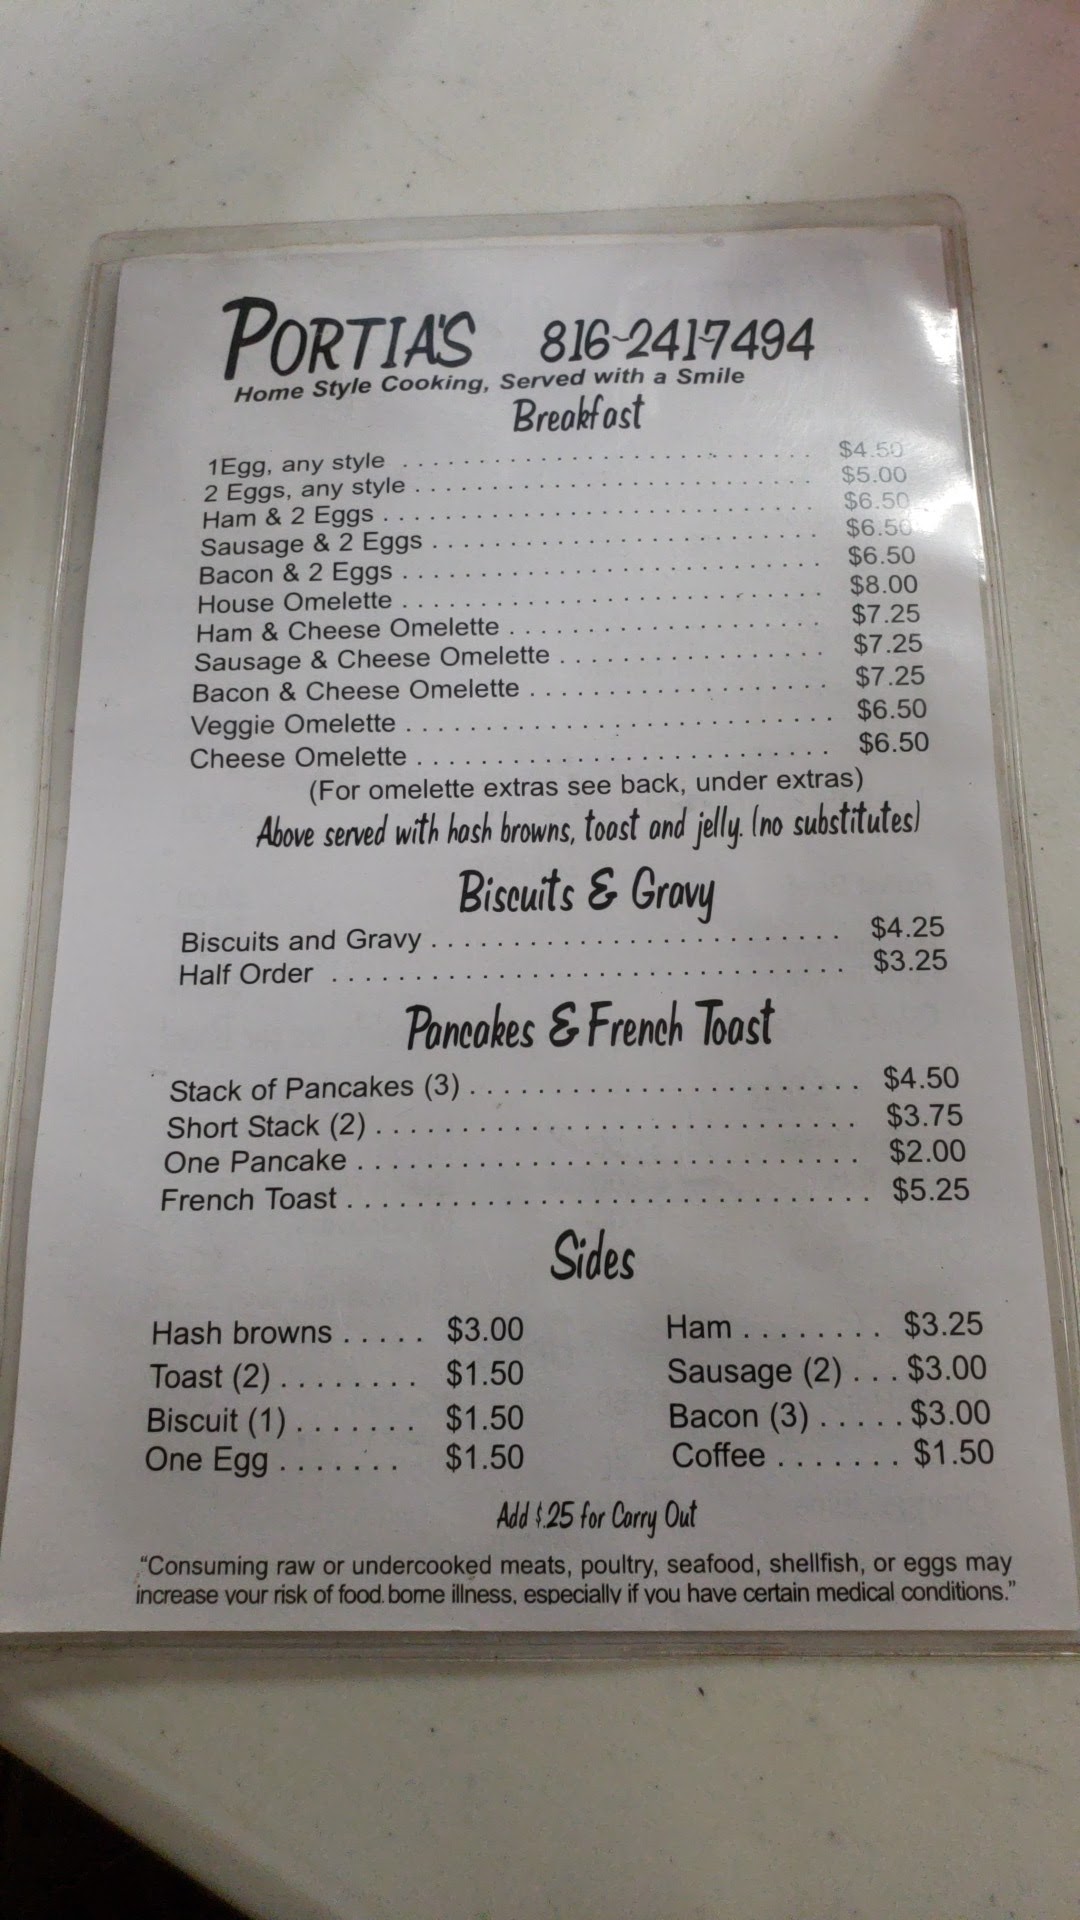 PORTIA'S 816-241-7494
Home Style Cooking, Served with a Smile
Breakfast
1Egg, any style . . . . . . . . . . . . . . . . . . . . . . . . . . . . $4.50
2 Eggs, any style . . . . . . . . . . . . . . . . . . . . . . . . . . . $5.00
Ham & 2 Eggs . . . . . . . . . . . . . . . . . . . . . . . . . . . . . $6.50
Sausage & 2 Eggs . . . . . . . . . . . . . . . . . . . . . . . . . . $6.50
Bacon & 2 Eggs . . . . . . . . . . . . . . . . . . . . . . . . . . . . $6.50
House Omelette . . . . . . . . . . . . . . . . . . . . . . . . . . . . $8.00
Ham & Cheese Omelette . . . . . . . . . . . . . . . . . . . . . $7.25
Sausage & Cheese Omelette . . . . . . . . . . . . . . . . . . $7.25
Bacon & Cheese Omelette . . . . . . . . . . . . . . . . . . . . $7.25
Veggie Omelette . . . . . . . . . . . . . . . . . . . . . . . . . . . . $6.50
Cheese Omelette . . . . . . . . . . . . . . . . . . . . . . . . . . . $6.50
(For omelette extras see back, under extras)
Above served with hash browns, toast and jelly. (no substitutes)
Biscuits & Gravy
Biscuits and Gravy . . . . . . . . . . . . . . . . . . . . . . . . . . $4.25
Half Order . . . . . . . . . . . . . . . . . . . . . . . . . . . . . . . . $3.25
Pancakes & French Toast
Stack of Pancakes (3) . . . . . . . . . . . . . . . . . . . . . . . $4.50
Short Stack (2) . . . . . . . . . . . . . . . . . . . . . . . . . . . . $3.75
One Pancake . . . . . . . . . . . . . . . . . . . . . . . . . . . . . $2.00
French Toast . . . . . . . . . . . . . . . . . . . . . . . . . . . . . . $5.25
Sides
Hash browns . . . . . $3.00 Ham . . . . . . . . $3.25
Toast (2) . . . . . . . . $1.50 Sausage (2) . . . $3.00
Biscuit (1) . . . . . . . $1.50 Bacon (3) . . . . . $3.00
One Egg . . . . . . . $1.50 Coffee . . . . . . . $1.50
Add $.25 for Carry Out
“Consuming raw or undercooked meats, poultry, seafood, shellfish, or eggs may
increase your risk of food borne illness, especially if you have certain medical conditions.”